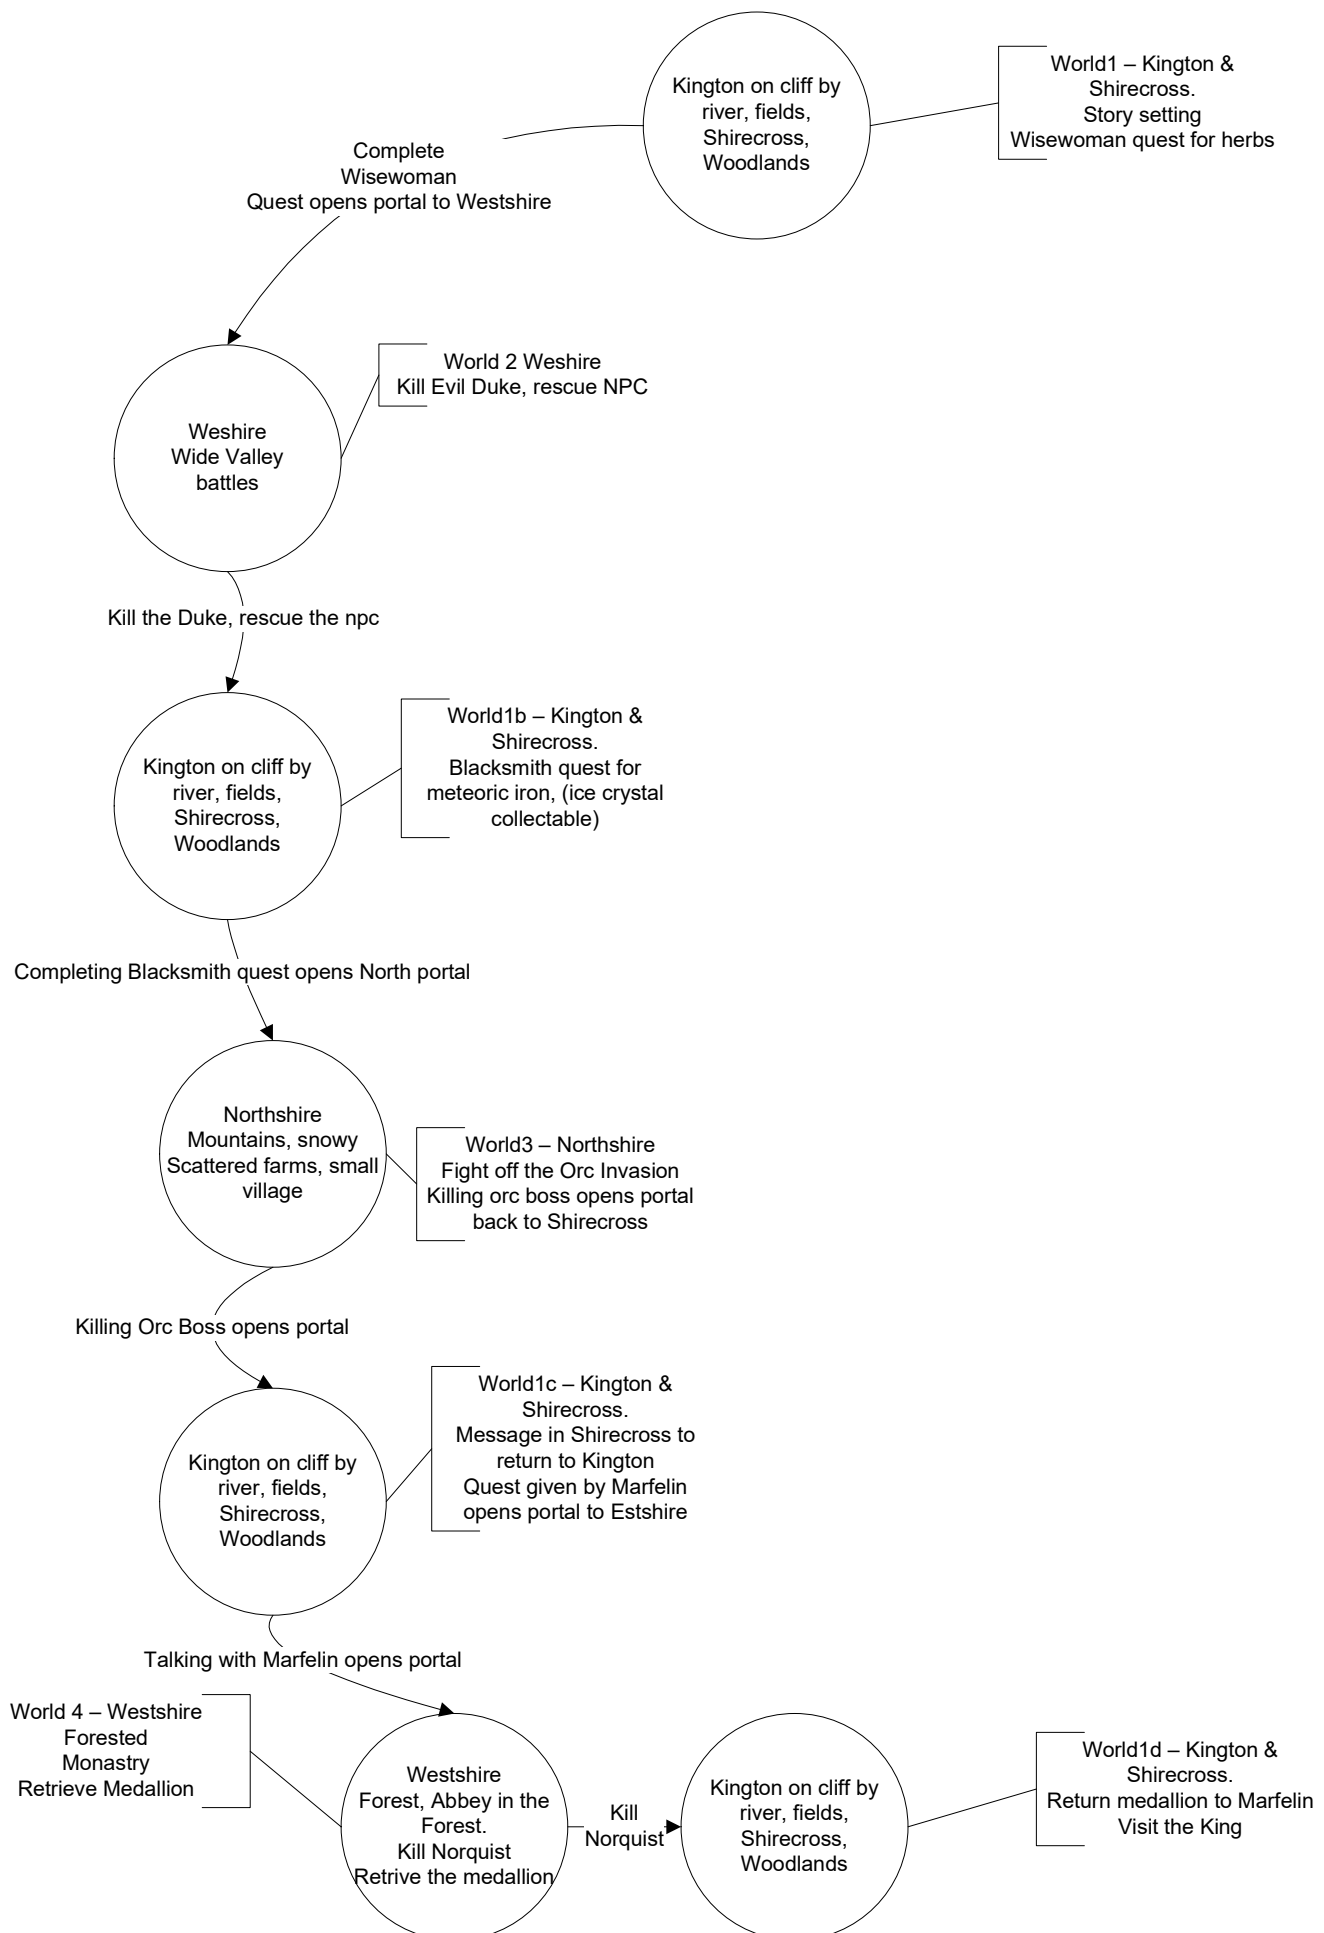 Kington on cliff by
river, fields,
Shirecross,
Woodlands
World1 – Kington &
Shirecross.
Story setting
Wisewoman quest for herbs
Complete
Wisewoman
Quest opens portal to Westshire
World 2 Weshire
Kill Evil Duke, rescue NPC
Weshire
Wide Valley
battles
Kill the Duke, rescue the npc
World1b – Kington &
Shirecross.
Blacksmith quest for
meteoric iron, (ice crystal
collectable)
Kington on cliff by
river, fields,
Shirecross,
Woodlands
Completing Blacksmith quest opens North portal
Northshire
Mountains, snowy
Scattered farms, small
village
World3 – Northshire
Fight off the Orc Invasion
Killing orc boss opens portal
back to Shirecross
Killing Orc Boss opens portal
World1c – Kington &
Shirecross.
Message in Shirecross to
return to Kington
Quest given by Marfelin
opens portal to Estshire
Kington on cliff by
river, fields,
Shirecross,
Woodlands
Talking with Marfelin opens portal
World 4 – Westshire
Forested
Monastry
Retrieve Medallion
Westshire
Forest, Abbey in the
Forest.
Kill Norquist
Retrive the medallion
Kill
Norquist
Kington on cliff by
river, fields,
Shirecross,
Woodlands
World1d – Kington &
Shirecross.
Return medallion to Marfelin
Visit the King